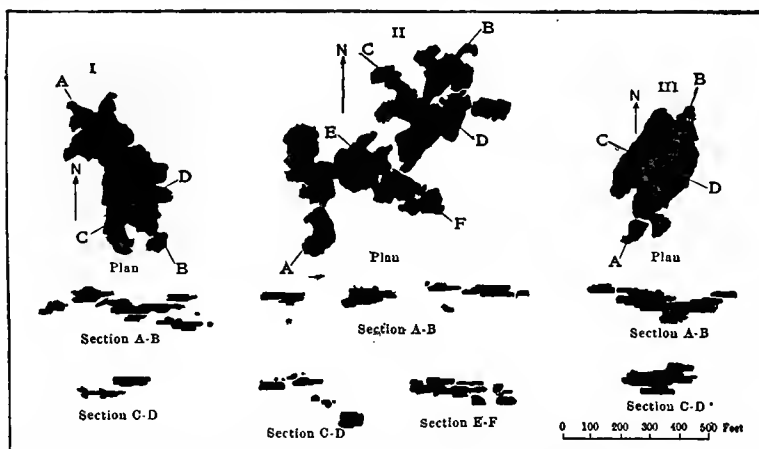 I
A
N
D
C
B
Plan
Section A-B
Section C-D
II
B
C
N
E
D
F
A
Plan
Section A-B
Section C-D
Section E-F
III
B
N
C
D
A
Plan
Section A-B
Section C-D
0 100 200 300 400 500 Feet